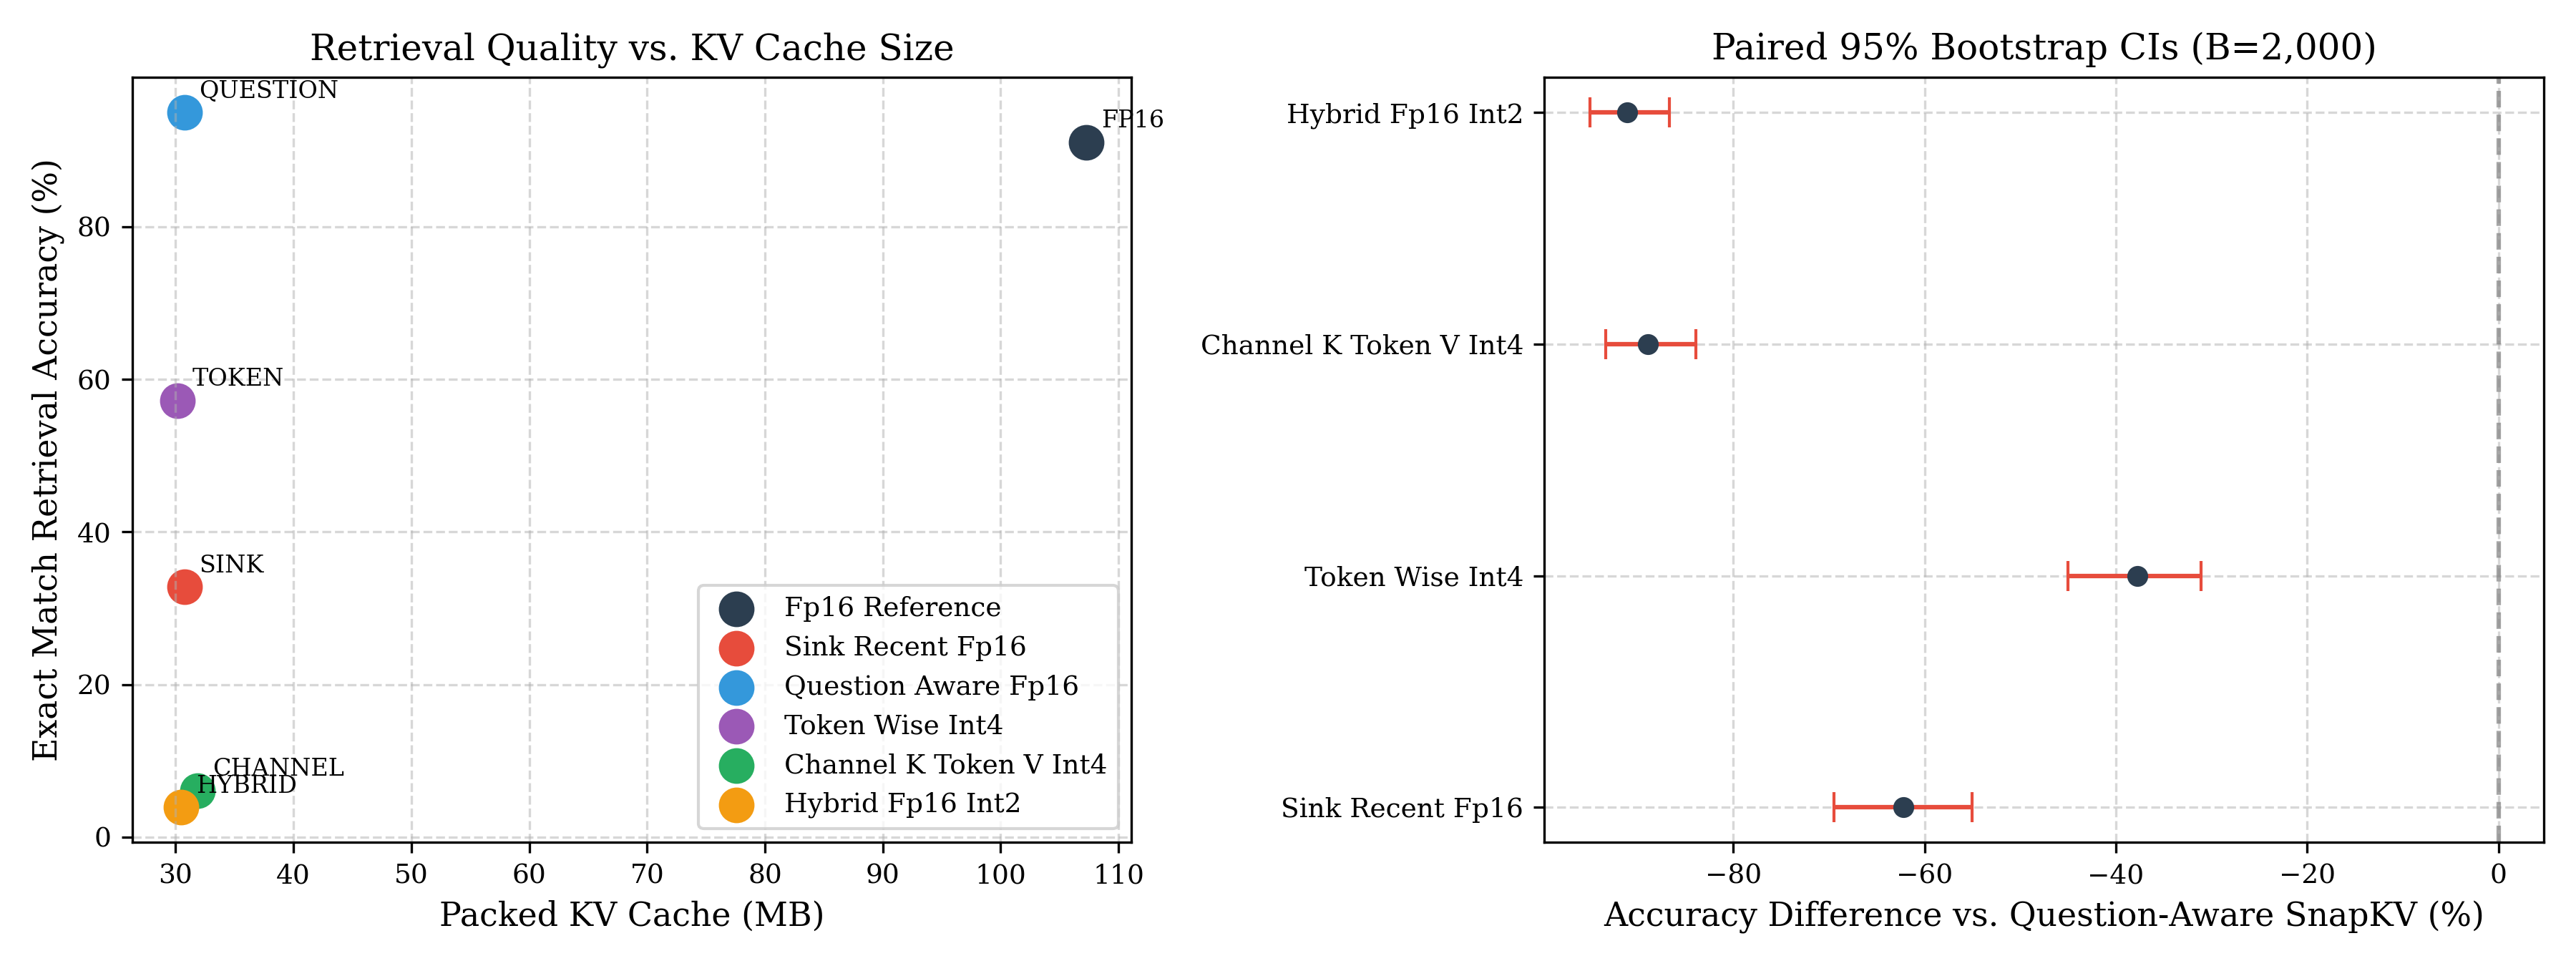 Retrieval Quality vs. KV Cache Size
Exact Match Retrieval Accuracy (%)
80
60
40
20
0
QUESTION
FP16
TOKEN
SINK
CHANNEL
HYBRID
Fp16 Reference
Sink Recent Fp16
Question Aware Fp16
Token Wise Int4
Channel K Token V Int4
Hybrid Fp16 Int2
30 40 50 60 70 80 90 100 110
Packed KV Cache (MB)
Paired 95% Bootstrap CIs (B=2,000)
Hybrid Fp16 Int2
Channel K Token V Int4
Token Wise Int4
Sink Recent Fp16
−80 −60 −40 −20 0
Accuracy Difference vs. Question-Aware SnapKV (%)